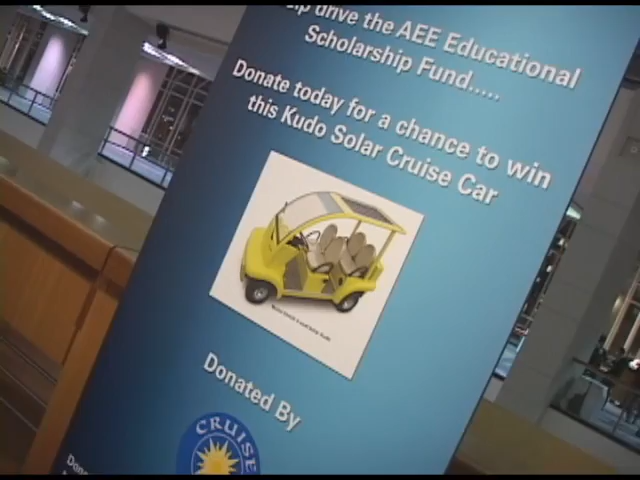 drive the AEE Educational
Scholarship Fund.....
Donate today for a chance to win
this Kudo Solar Cruise Car
Donated By
CRUISE